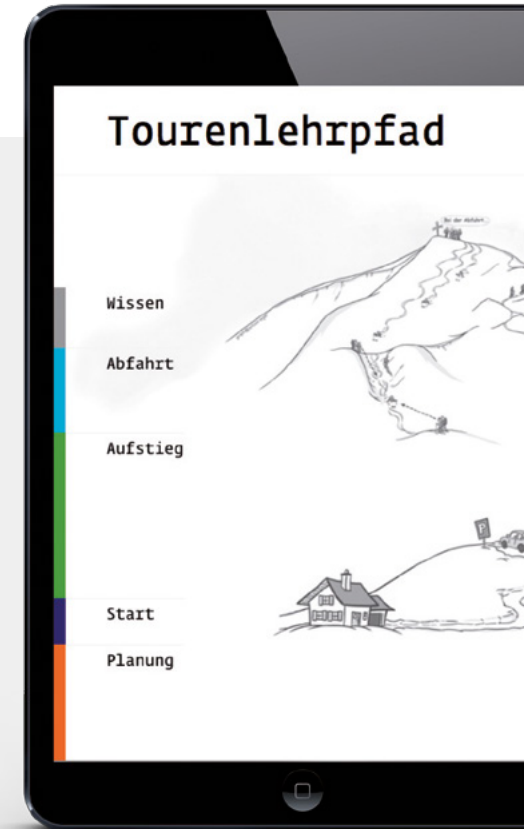 Tourenlehrpfad
Wissen
Abfahrt
Aufstieg
P
Start
Planung